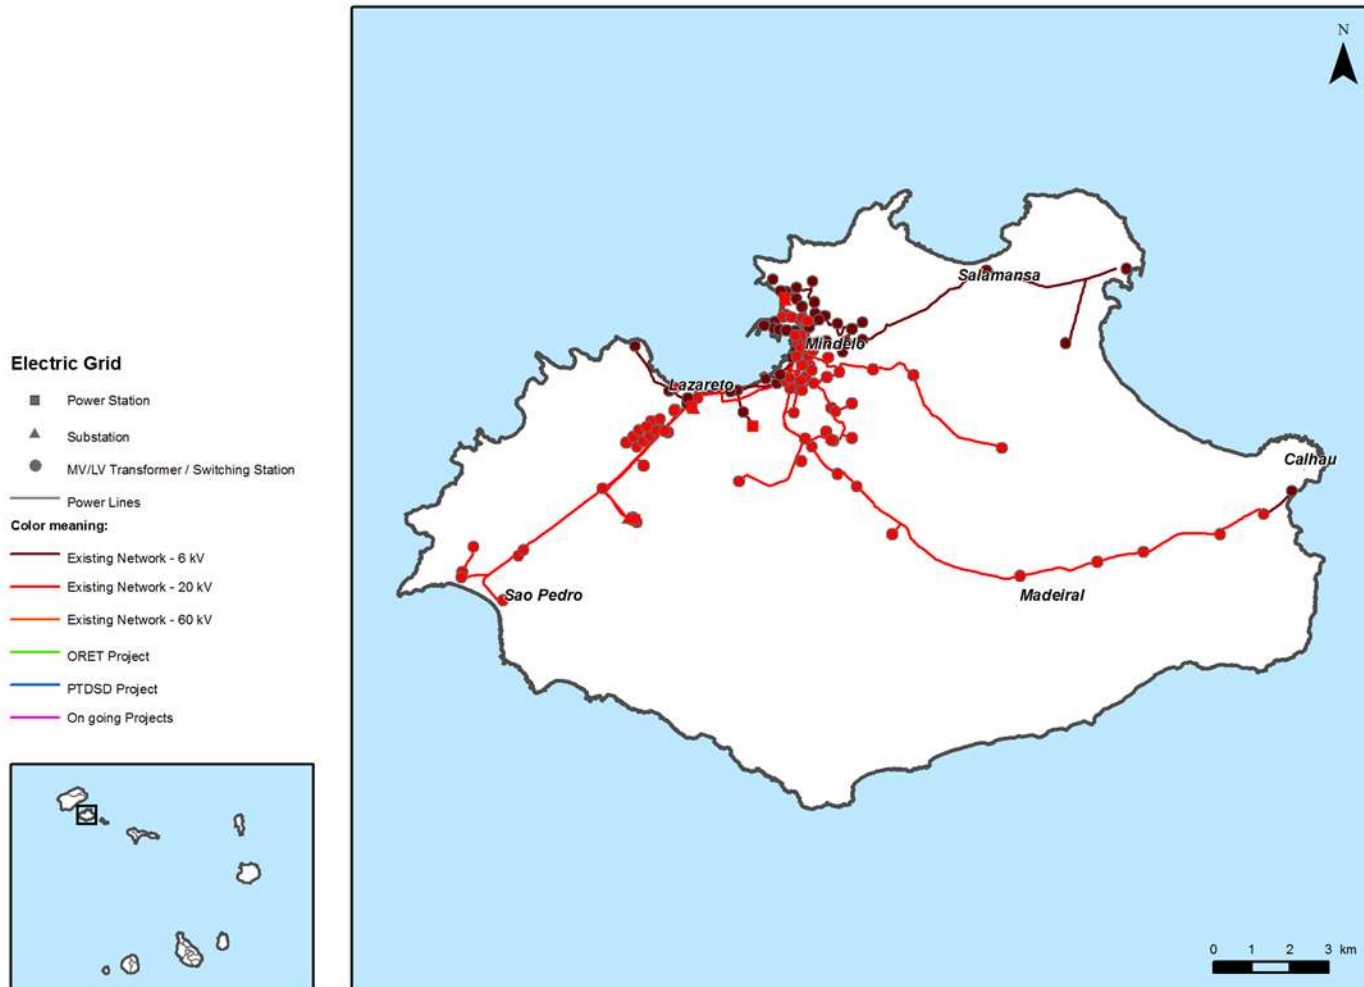 Electric Grid
Power Station
Substation
MV/LV Transformer / Switching Station
Power Lines
Color meaning:
Existing Network - 6 kV
Existing Network - 20 kV
Existing Network - 60 kV
ORET Project
PTDSD Project
On going Projects
N
Salamansa
Mindelo
Lazareto
Calhau
Sao Pedro
Madeiral
0 1 2 3 km